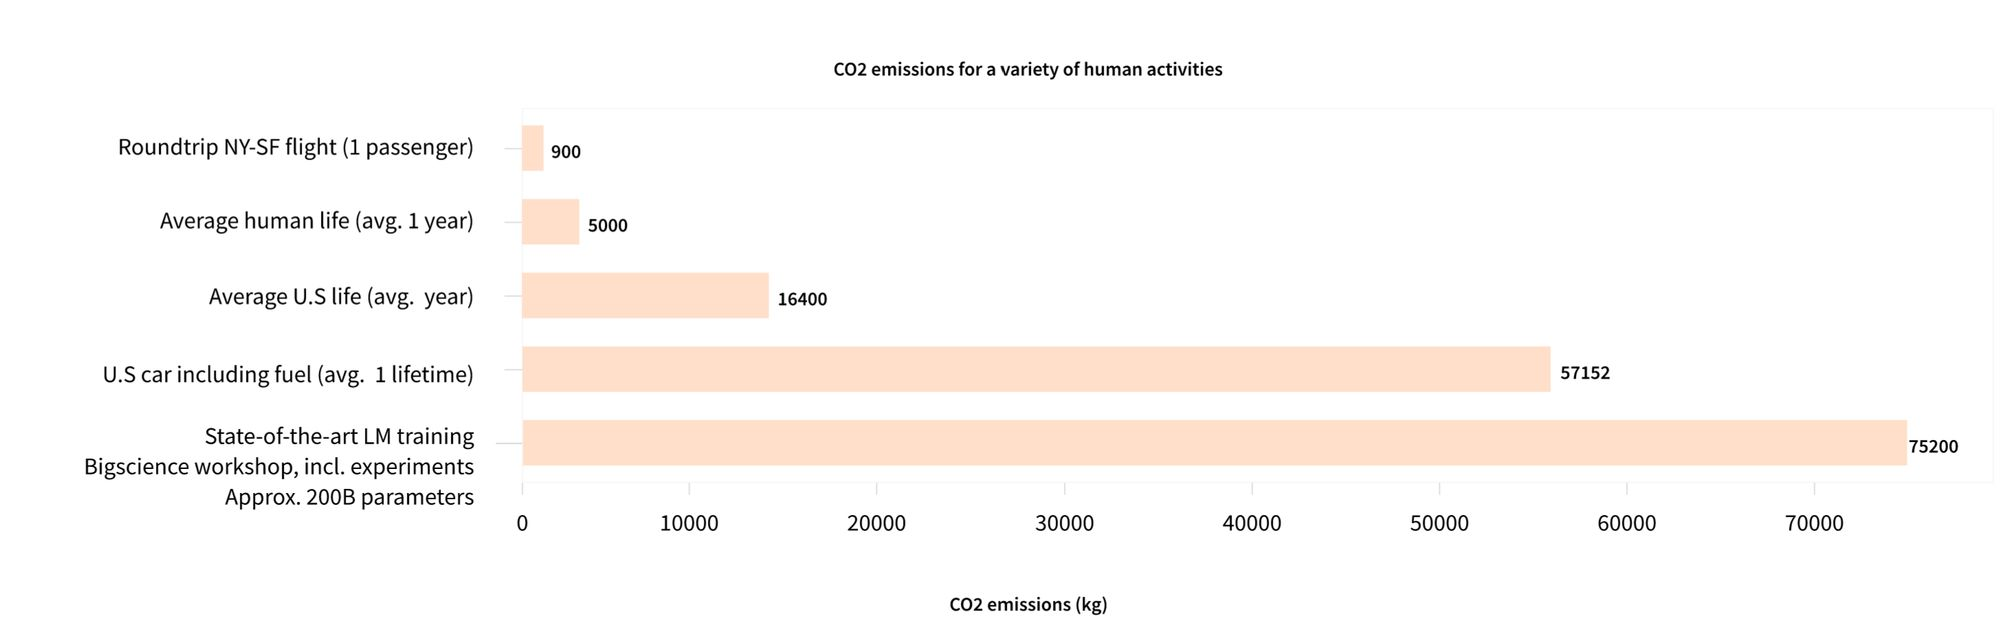 CO2 emissions for a variety of human activities
Roundtrip NY-SF flight (1 passenger)
900
Average human life (avg. 1 year)
5000
Average U.S life (avg.  year)
16400
U.S car including fuel (avg.  1 lifetime)
57152
State-of-the-art LM training
Bigscience workshop, incl. experiments
Approx. 200B parameters
75200
0 10000 20000 30000 40000 50000 60000 70000
CO2 emissions (kg)